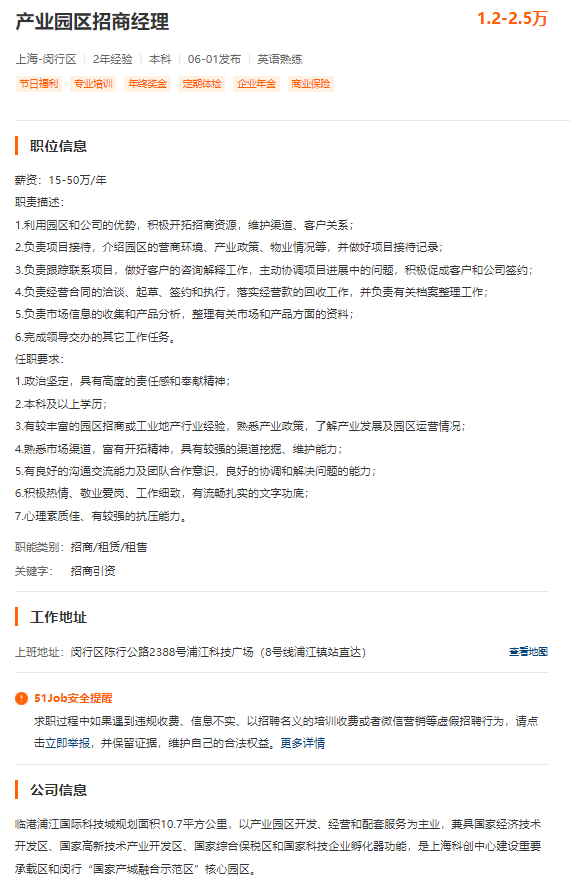 产业园区招商经理
1.2-2.5万
上海-闵行区 2年经验 本科 06-01发布 英语熟练
节日福利 专业培训 年终奖金 定期体检 企业年金 商业保险
职位信息
薪资：15-50万/年
职责描述：
1.利用园区和公司的优势，积极开拓招商资源，维护渠道、客户关系；
2.负责项目接待，介绍园区的营商环境、产业政策、物业情况等，并做好项目接待记录；
3.负责跟踪联系项目，做好客户的咨询解释工作，主动协调项目进展中的问题，积极促成客户和公司签约；
4.负责经营合同的洽谈、起草、签约和执行，落实经营款的回收工作，并负责有关档案整理工作；
5.负责市场信息的收集和产品分析，整理有关市场和产品方面的资料；
6.完成领导交办的其它工作任务。
任职要求：
1.政治坚定，具有高度的责任感和奉献精神；
2.本科及以上学历；
3.有较丰富的园区招商或工业地产行业经验，熟悉产业政策，了解产业发展及园区运营情况；
4.熟悉市场渠道，富有开拓精神，具有较强的渠道挖掘、维护能力；
5.有良好的沟通交流能力及团队合作意识，良好的协调和解决问题的能力；
6.积极热情、敬业爱岗、工作细致，有流畅扎实的文字功底；
7.心理素质佳、有较强的抗压能力。
职能类别：招商/租赁/租售
关键字： 招商引资
工作地址
上班地址：闵行区陈行公路2388号浦江科技广场（8号线浦江镇站直达）
查看地图
51Job安全提醒
求职过程中如果遇到违规收费、信息不实、以招聘名义的培训收费或者微信营销等虚假招聘行为，请点
击立即举报，并保留证据，维护自己的合法权益。更多详情
公司信息
临港浦江国际科技城规划面积10.7平方公里，以产业园区开发、经营和配套服务为主业，兼具国家经济技术
开发区、国家高新技术产业开发区、国家综合保税区和国家科技企业孵化器功能，是上海科创中心建设重要
承载区和闵行“国家产城融合示范区”核心园区。